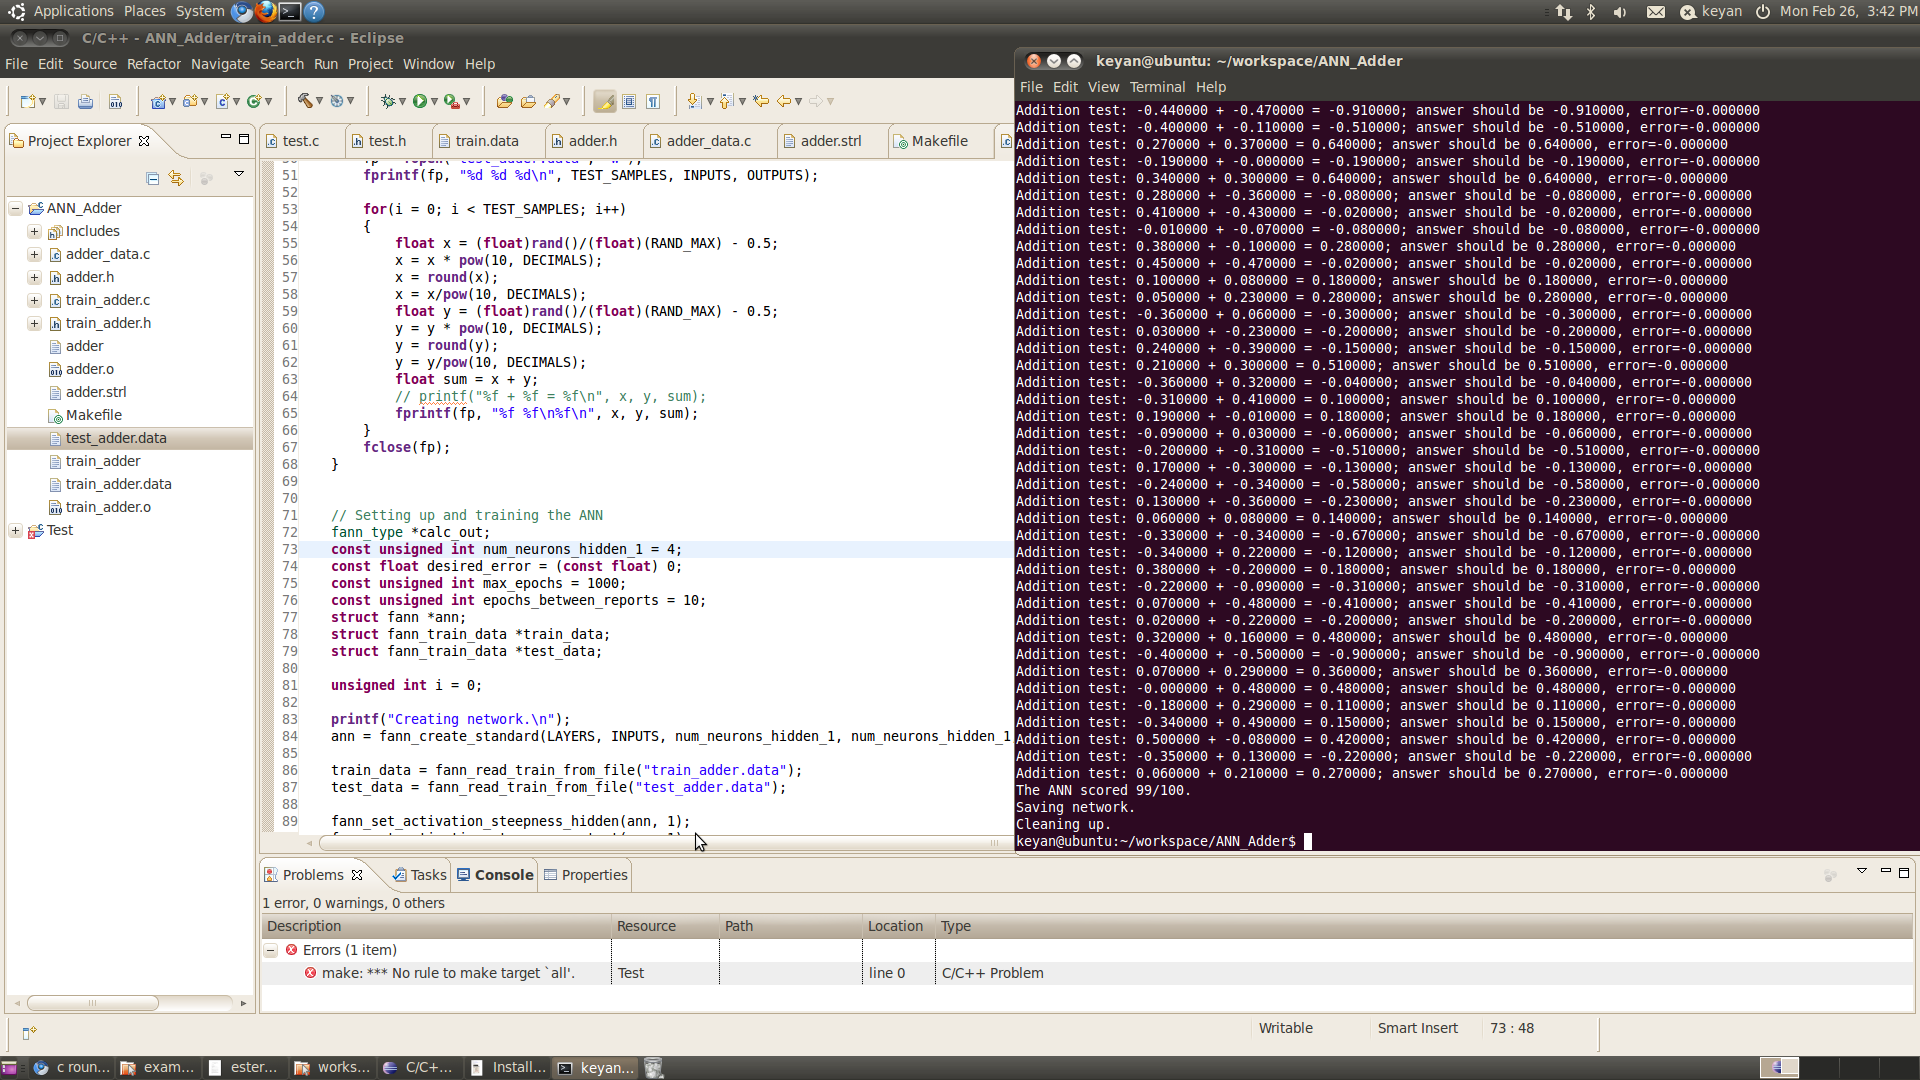 Applications Places System
keyan
Mon Feb 26, 3:42 PM
C/C++ - ANN_Adder/train_adder.c - Eclipse
File Edit Source Refactor Navigate Search Run Project Window Help
Project Explorer
ANN_Adder
Includes
adder_data.c
adder.h
train_adder.c
train_adder.h
adder
adder.o
adder.strl
Makefile
test_adder.data
train_adder
train_adder.data
train_adder.o
Test
test.c test.h train.data adder.h adder_data.c adder.strl Makefile
51 fprintf(fp, "%d %d %d\n", TEST_SAMPLES, INPUTS, OUTPUTS);
52
53 for(i = 0; i < TEST_SAMPLES; i++)
54 {
55 float x = (float)rand()/(float)(RAND_MAX) - 0.5;
56 x = x * pow(10, DECIMALS);
57 x = round(x);
58 x = x/pow(10, DECIMALS);
59 float y = (float)rand()/(float)(RAND_MAX) - 0.5;
60 y = y * pow(10, DECIMALS);
61 y = round(y);
62 y = y/pow(10, DECIMALS);
63 float sum = x + y;
64 // printf("%f + %f = %f\n", x, y, sum);
65 fprintf(fp, "%f %f\n%f\n", x, y, sum);
66 }
67 fclose(fp);
68 }
69
70
71 // Setting up and training the ANN
72 fann_type *calc_out;
73 const unsigned int num_neurons_hidden_1 = 4;
74 const float desired_error = (const float) 0;
75 const unsigned int max_epochs = 1000;
76 const unsigned int epochs_between_reports = 10;
77 struct fann *ann;
78 struct fann_train_data *train_data;
79 struct fann_train_data *test_data;
80
81 unsigned int i = 0;
82
83 printf("Creating network.\n");
84 ann = fann_create_standard(LAYERS, INPUTS, num_neurons_hidden_1, num_neurons_hidden_1
85
86 train_data = fann_read_train_from_file("train_adder.data");
87 test_data = fann_read_train_from_file("test_adder.data");
88
89 fann_set_activation_steepness_hidden(ann, 1);
keyan@ubuntu: ~/workspace/ANN_Adder
File Edit View Terminal Help
Addition test: -0.440000 + -0.470000 = -0.910000; answer should be -0.910000, error=-0.000000
Addition test: -0.400000 + -0.110000 = -0.510000; answer should be -0.510000, error=-0.000000
Addition test: 0.270000 + 0.370000 = 0.640000; answer should be 0.640000, error=-0.000000
Addition test: -0.190000 + -0.000000 = -0.190000; answer should be -0.190000, error=-0.000000
Addition test: 0.340000 + 0.300000 = 0.640000; answer should be 0.640000, error=-0.000000
Addition test: 0.280000 + -0.360000 = -0.080000; answer should be -0.080000, error=-0.000000
Addition test: 0.410000 + -0.430000 = -0.020000; answer should be -0.020000, error=-0.000000
Addition test: -0.010000 + -0.070000 = -0.080000; answer should be -0.080000, error=-0.000000
Addition test: 0.380000 + -0.100000 = 0.280000; answer should be 0.280000, error=-0.000000
Addition test: 0.450000 + -0.470000 = -0.020000; answer should be -0.020000, error=-0.000000
Addition test: 0.100000 + 0.080000 = 0.180000; answer should be 0.180000, error=-0.000000
Addition test: 0.050000 + 0.230000 = 0.280000; answer should be 0.280000, error=-0.000000
Addition test: -0.360000 + 0.060000 = -0.300000; answer should be -0.300000, error=-0.000000
Addition test: 0.030000 + -0.230000 = -0.200000; answer should be -0.200000, error=-0.000000
Addition test: 0.240000 + -0.390000 = -0.150000; answer should be -0.150000, error=-0.000000
Addition test: 0.210000 + 0.300000 = 0.510000; answer should be 0.510000, error=-0.000000
Addition test: -0.360000 + 0.320000 = -0.040000; answer should be -0.040000, error=-0.000000
Addition test: -0.310000 + 0.410000 = 0.100000; answer should be 0.100000, error=-0.000000
Addition test: 0.190000 + -0.010000 = 0.180000; answer should be 0.180000, error=-0.000000
Addition test: -0.090000 + 0.030000 = -0.060000; answer should be -0.060000, error=-0.000000
Addition test: -0.200000 + -0.310000 = -0.510000; answer should be -0.510000, error=-0.000000
Addition test: 0.170000 + -0.300000 = -0.130000; answer should be -0.130000, error=-0.000000
Addition test: -0.240000 + -0.340000 = -0.580000; answer should be -0.580000, error=-0.000000
Addition test: 0.130000 + -0.360000 = -0.230000; answer should be -0.230000, error=-0.000000
Addition test: 0.060000 + 0.080000 = 0.140000; answer should be 0.140000, error=-0.000000
Addition test: -0.330000 + -0.340000 = -0.670000; answer should be -0.670000, error=-0.000000
Addition test: -0.340000 + 0.220000 = -0.120000; answer should be -0.120000, error=-0.000000
Addition test: 0.380000 + -0.200000 = 0.180000; answer should be 0.180000, error=-0.000000
Addition test: -0.220000 + -0.090000 = -0.310000; answer should be -0.310000, error=-0.000000
Addition test: 0.070000 + -0.480000 = -0.410000; answer should be -0.410000, error=-0.000000
Addition test: 0.020000 + -0.220000 = -0.200000; answer should be -0.200000, error=-0.000000
Addition test: 0.320000 + 0.160000 = 0.480000; answer should be 0.480000, error=-0.000000
Addition test: -0.400000 + -0.500000 = -0.900000; answer should be -0.900000, error=-0.000000
Addition test: 0.070000 + 0.290000 = 0.360000; answer should be 0.360000, error=-0.000000
Addition test: -0.000000 + 0.480000 = 0.480000; answer should be 0.480000, error=-0.000000
Addition test: -0.180000 + 0.290000 = 0.110000; answer should be 0.110000, error=-0.000000
Addition test: -0.340000 + 0.490000 = 0.150000; answer should be 0.150000, error=-0.000000
Addition test: 0.500000 + -0.080000 = 0.420000; answer should be 0.420000, error=-0.000000
Addition test: -0.350000 + 0.130000 = -0.220000; answer should be -0.220000, error=-0.000000
Addition test: 0.060000 + 0.210000 = 0.270000; answer should be 0.270000, error=-0.000000
The ANN scored 99/100.
Saving network.
Cleaning up.
keyan@ubuntu:~/workspace/ANN_Adder$
Problems Tasks Console Properties
1 error, 0 warnings, 0 others
Description Resource Path Location Type
Errors (1 item)
make: *** No rule to make target `all'. Test line 0 C/C++ Problem
Writable Smart Insert 73 : 48
c roun... exam... ester... works... C/C+... Install... keyan...